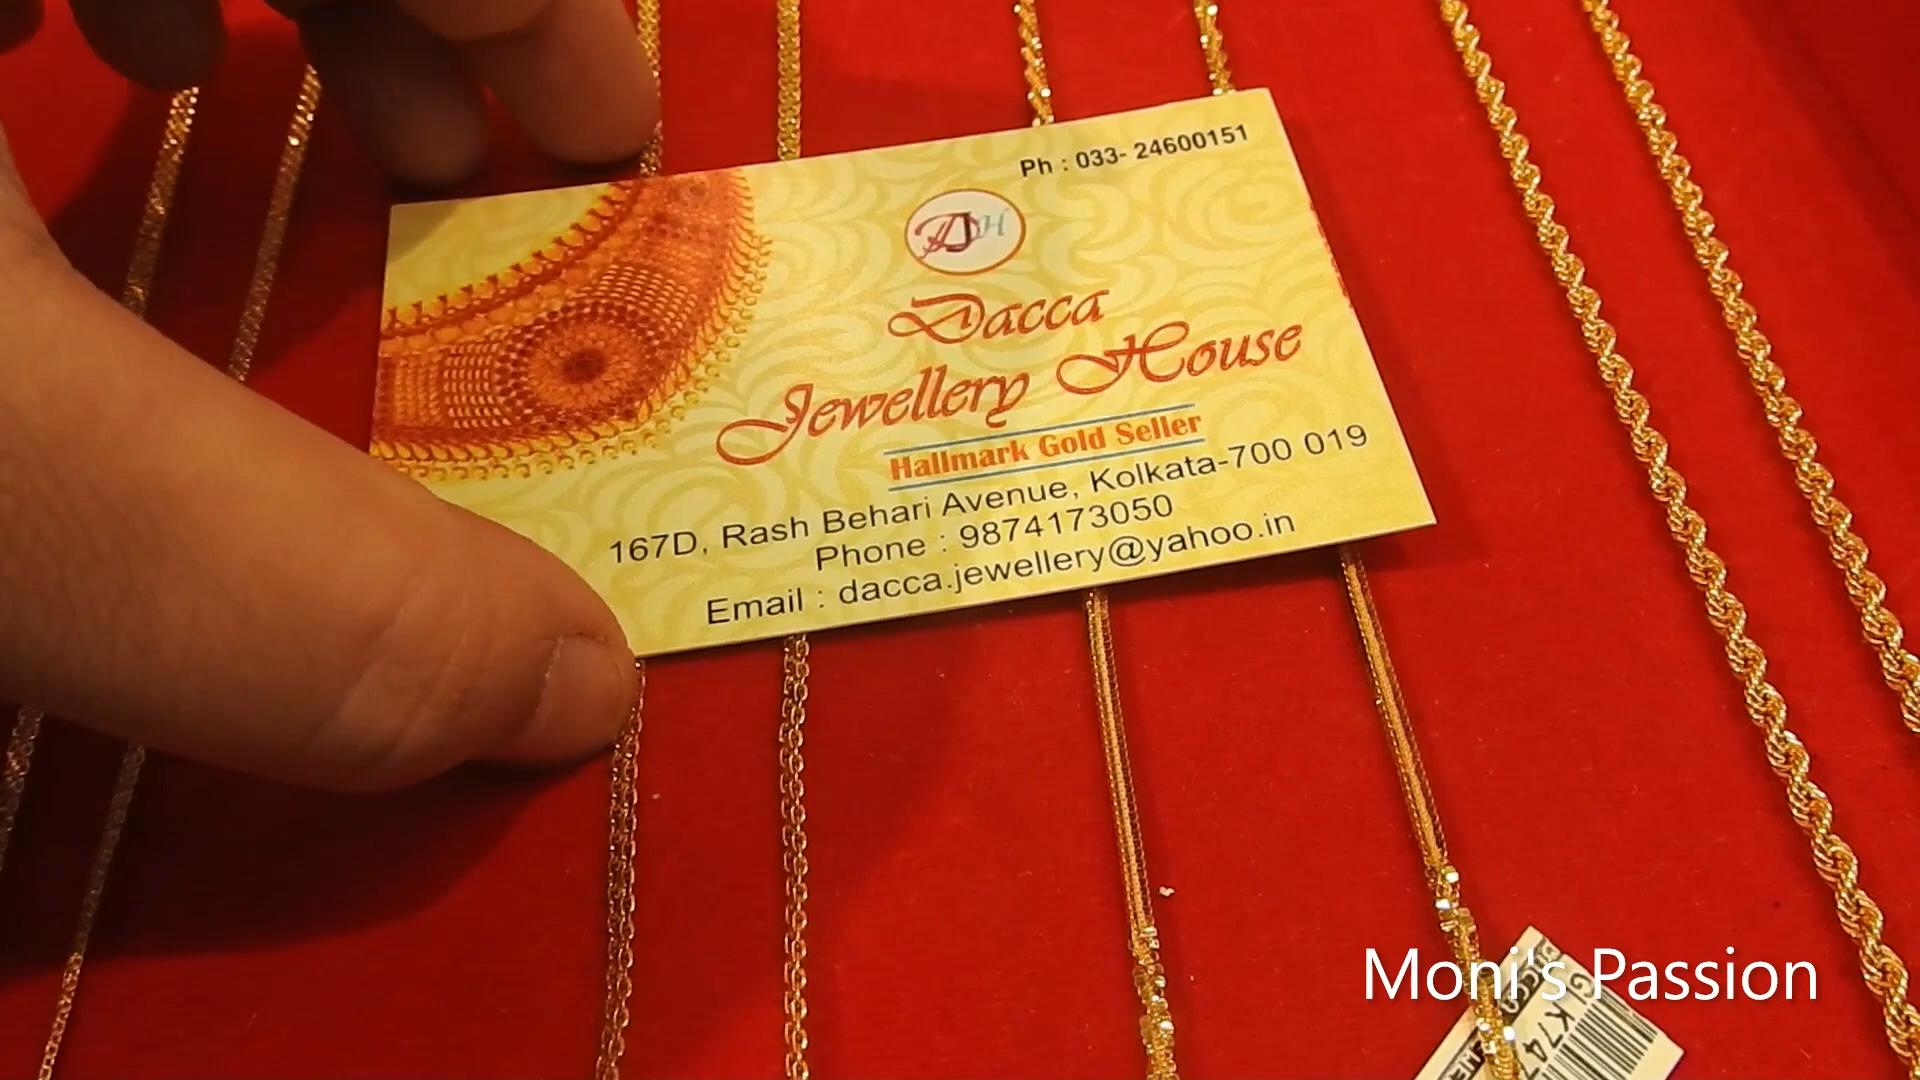 Ph : 033- 24600151
DJH
Dacca
Jewellery House
Hallmark Gold Seller
167D, Rash Behari Avenue, Kolkata-700 019
Phone : 9874173050
Email : dacca.jewellery@yahoo.in
Moni's Passion